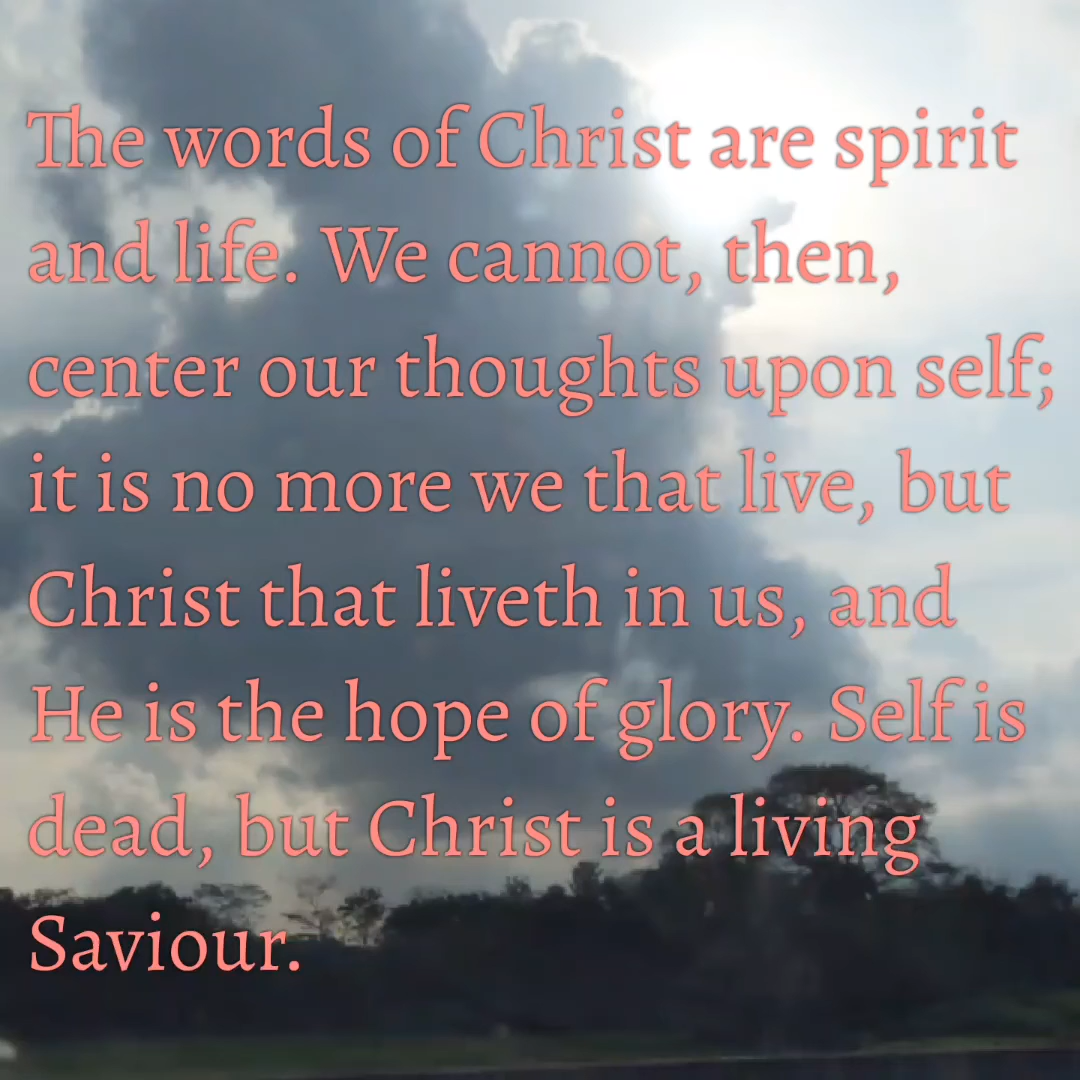 The words of Christ are spirit
and life. We cannot, then,
center our thoughts upon self;
it is no more we that live, but
Christ that liveth in us, and
He is the hope of glory. Self is
dead, but Christ is a living
Saviour.